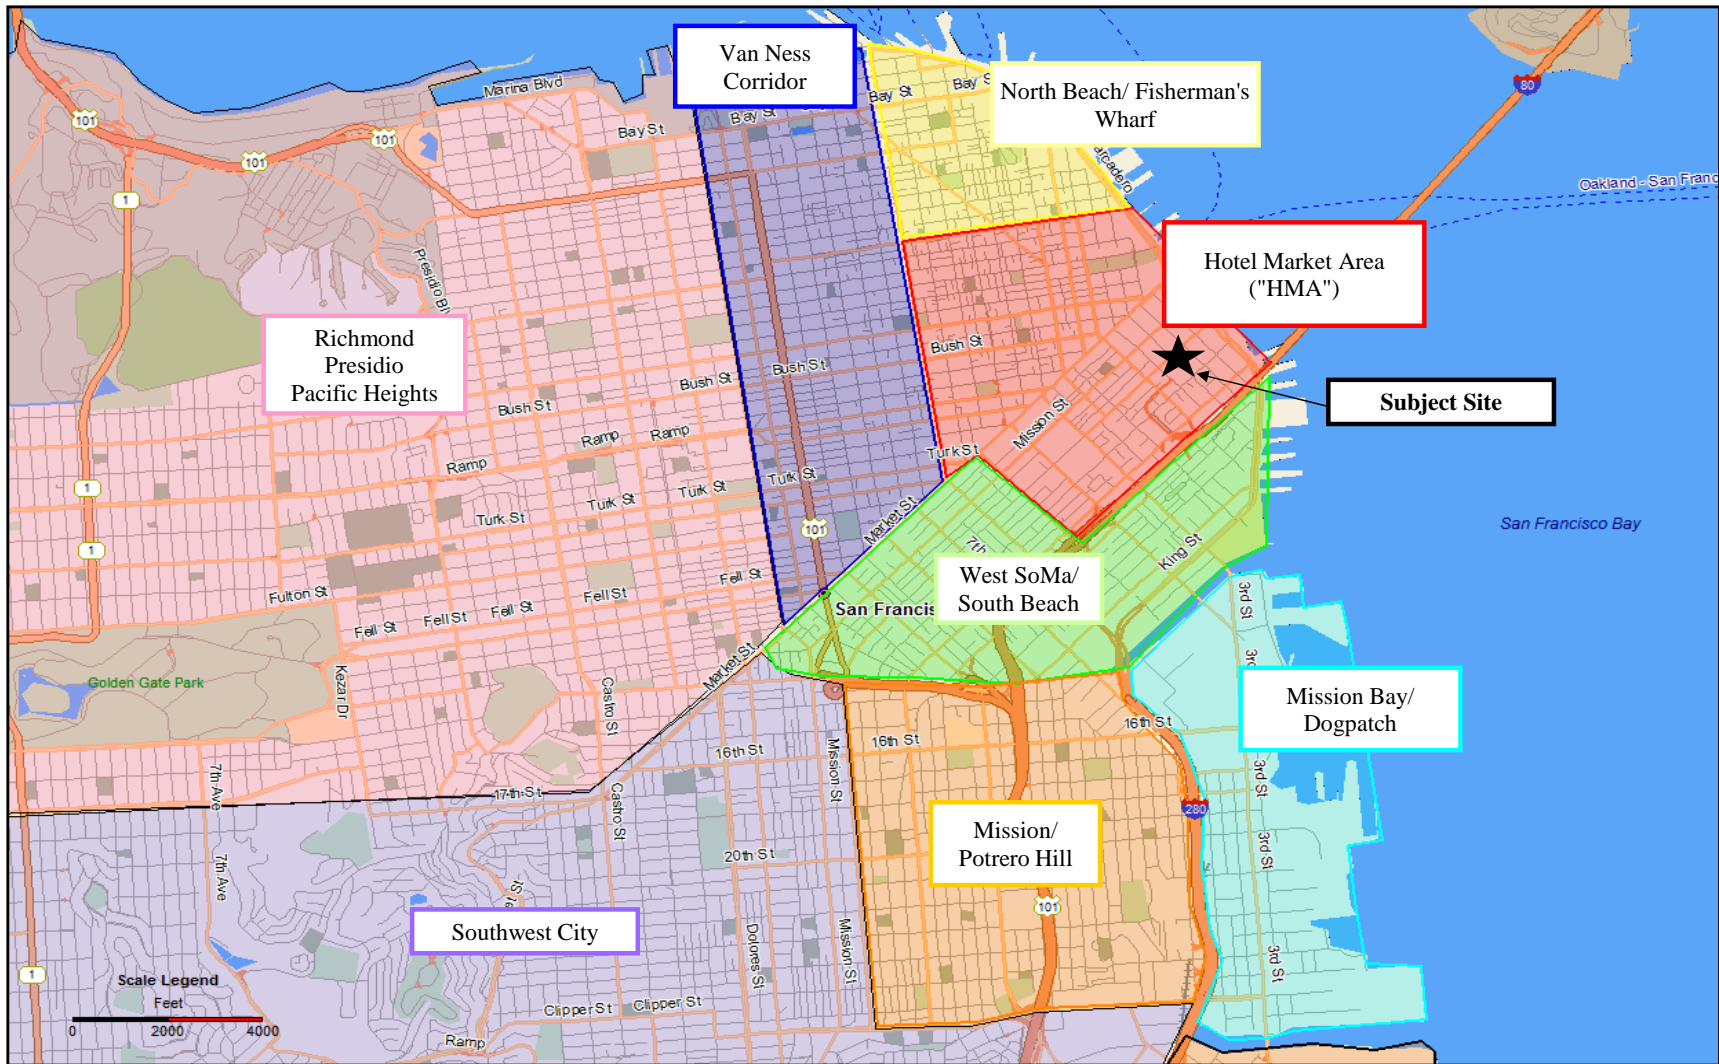 Van Ness
Corridor
North Beach/ Fisherman's
Wharf
Hotel Market Area
("HMA")
Subject Site
Richmond
Presidio
Pacific Heights
West SoMa/
South Beach
Mission Bay/
Dogpatch
Mission/
Potrero Hill
Southwest City
Marina Blvd
Bay St
Bay St
Bay St
Bay S
arcadero
80
Oakland - San Franc
101
101
101
1
Presidio Bl
Bush St
Bush St
Bush St
Bush St
Ramp
Ramp
Ramp
Mission St
Turk St
Turk St
Turk St
Turk St
Turk St
1
1
101
Market St
7th
King St
San Francisco Bay
Fulton St
Fell St
Fell St
Fell St
Fell St
Fell St
San Francis
3rd St
3rd
Market St
Golden Gate Park
Kezar Dr
Castro St
16th St
16th St
16th St
Mission St
7th Ave
17th St
Castro St
3rd St
280
20th St
3rd St
7th Ave
101
Dolores St
Mission St
3rd St
1
Scale Legend
Feet
0 2000 4000
Clipper St
Clipper St
Ramp